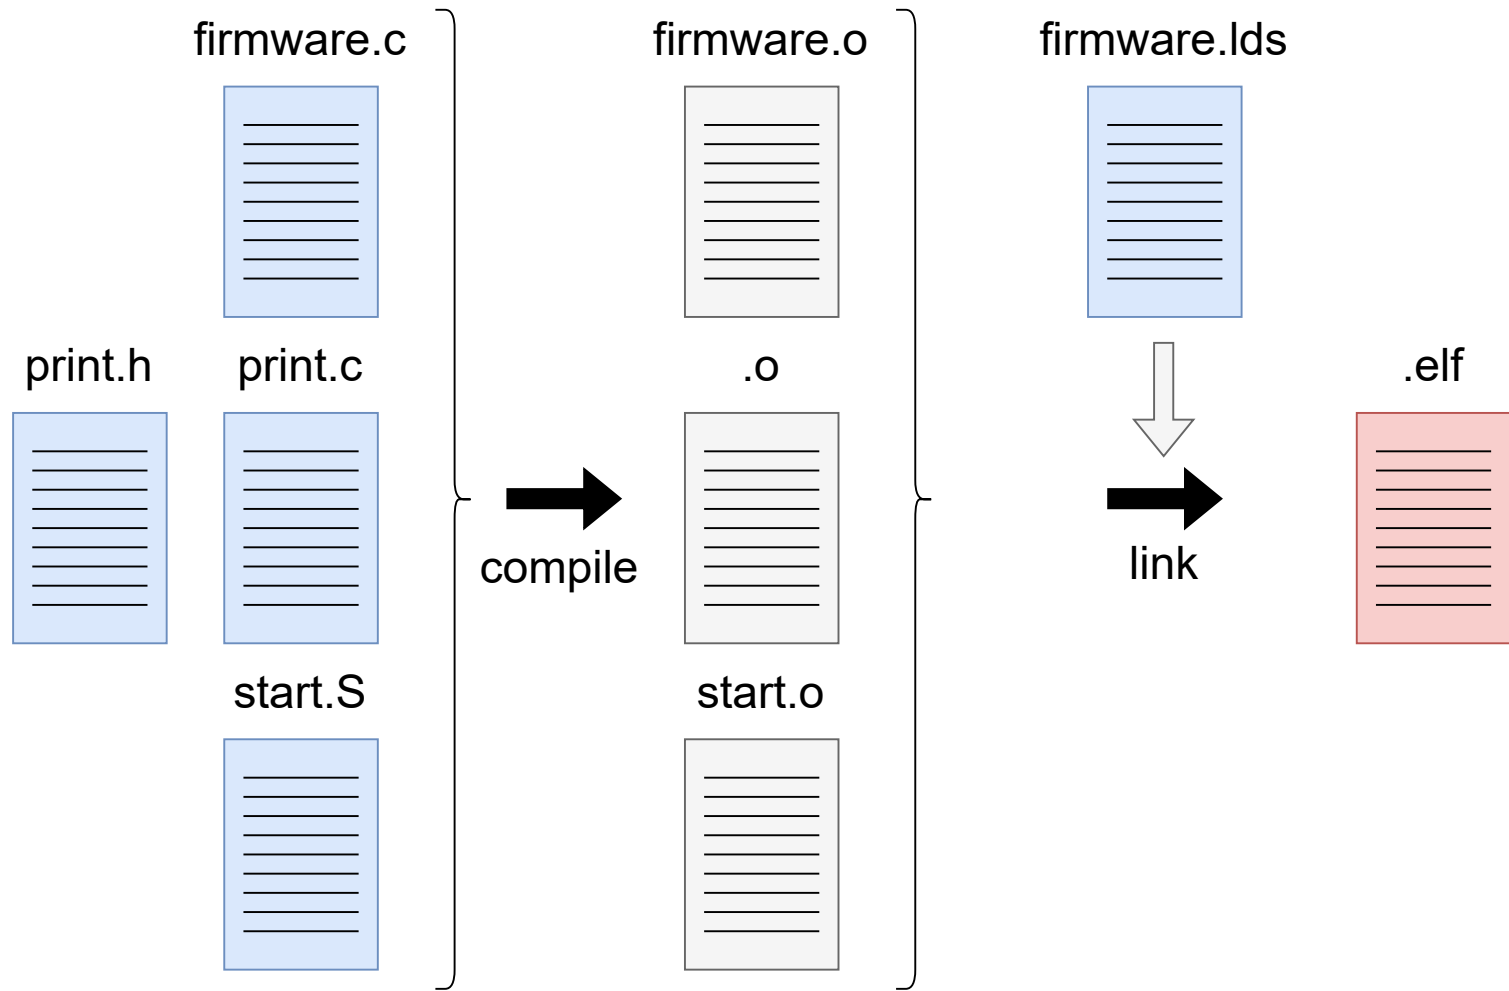 firmware.c
firmware.o
firmware.lds
print.h
print.c
.o
.elf
compile
link
start.S
start.o